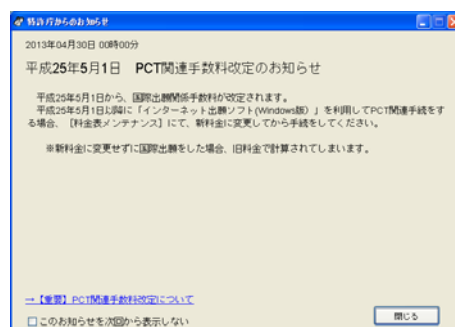 特許庁からのお知らせ
2013年04月30日 00時00分
平成25年5月1日 PCT関連手数料改定のお知らせ
平成25年5月1日から、国際出願関係手数料が改定されます。
平成25年5月1日以降に「インターネット出願ソフト(Windows版)」を利用してPCT関連手続をす
る場合、[料金表メンテナンス]にて、新料金に変更してから手続をしてください。
※新料金に変更せずに国際出願をした場合、旧料金で計算されてしまいます。
→【重要】PCT関連手数料改定について
このお知らせを次回から表示しない
閉じる